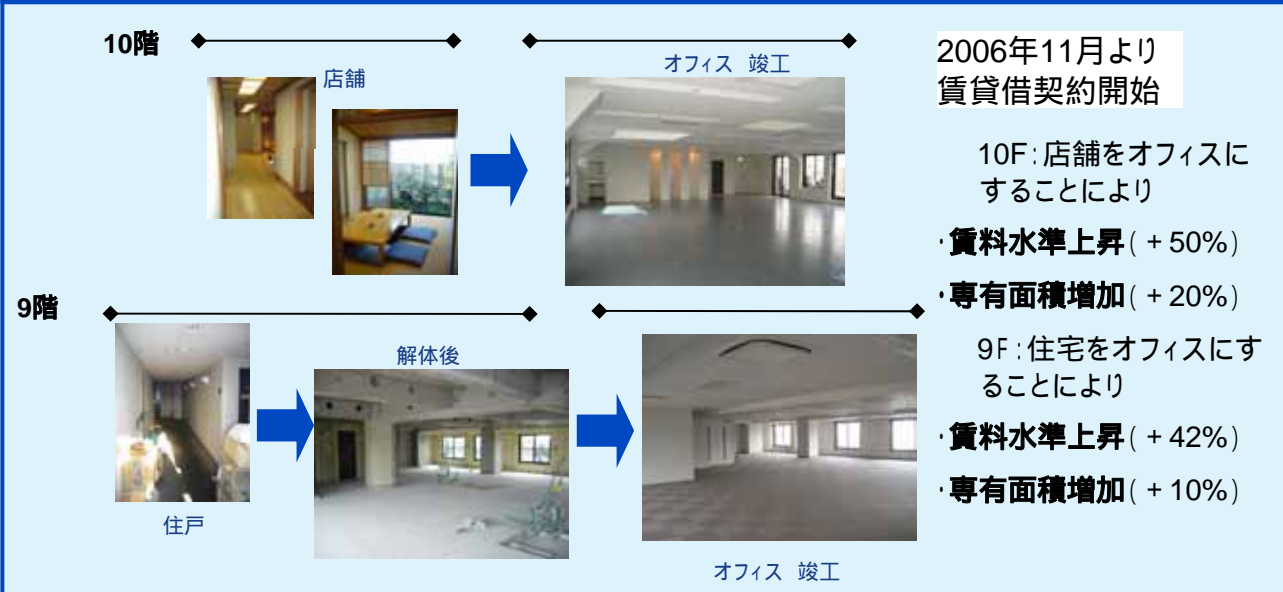 10階
店舗
オフィス 竣工
9階
解体後
住戸
オフィス 竣工
2006年11月より
賃貸借契約開始
10F:店舗をオフィスに
することにより
・賃料水準上昇(+50%)
・専有面積増加(+20%)
9F:住宅をオフィスにす
ることにより
・賃料水準上昇(+42%)
・専有面積増加(+10%)